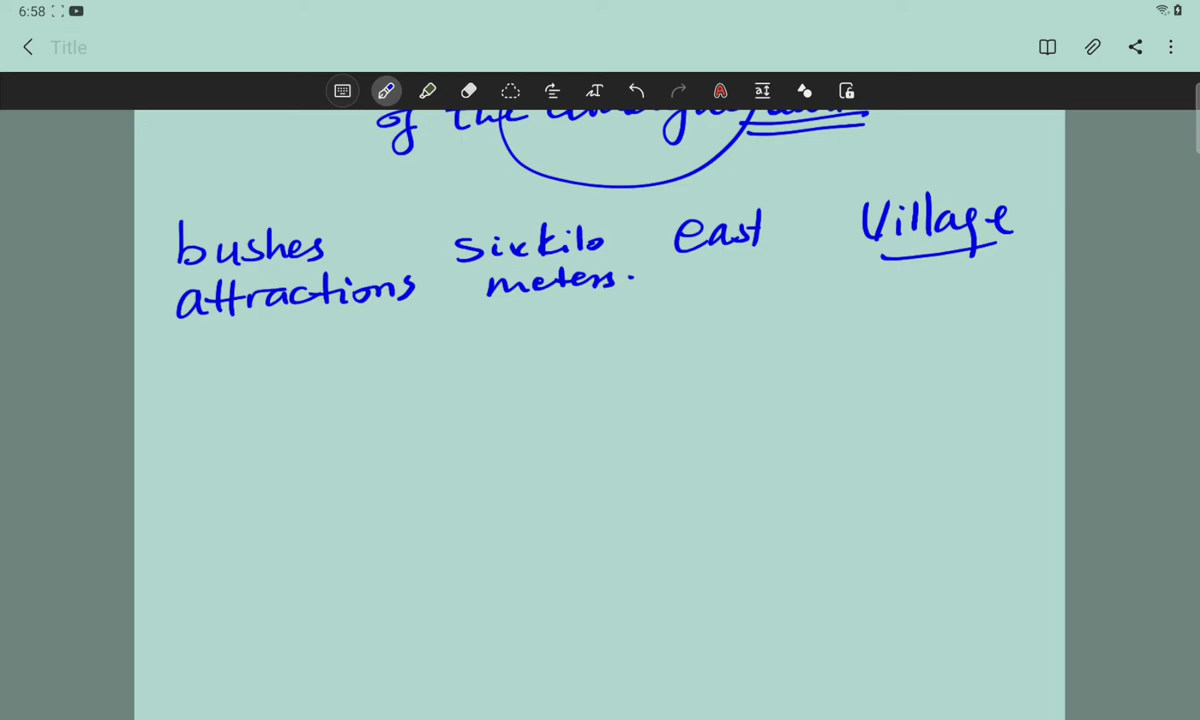 6:58
Title
of the
bushes sixkilo east Village
attractions meters.